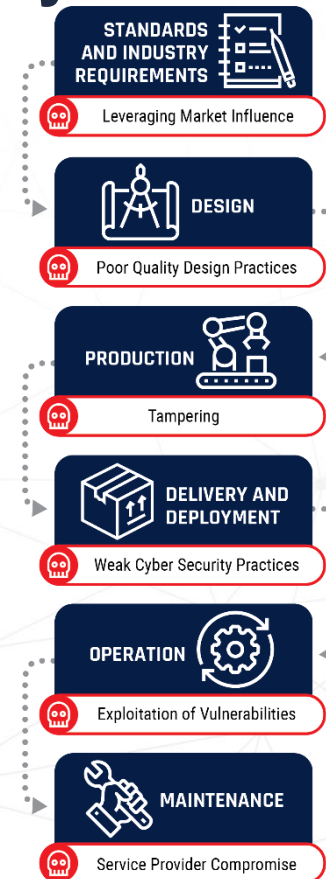 STANDARDS
AND INDUSTRY
REQUIREMENTS
Leveraging Market Influence
DESIGN
Poor Quality Design Practices
PRODUCTION
Tampering
DELIVERY AND
DEPLOYMENT
Weak Cyber Security Practices
OPERATION
Exploitation of Vulnerabilities
MAINTENANCE
Service Provider Compromise